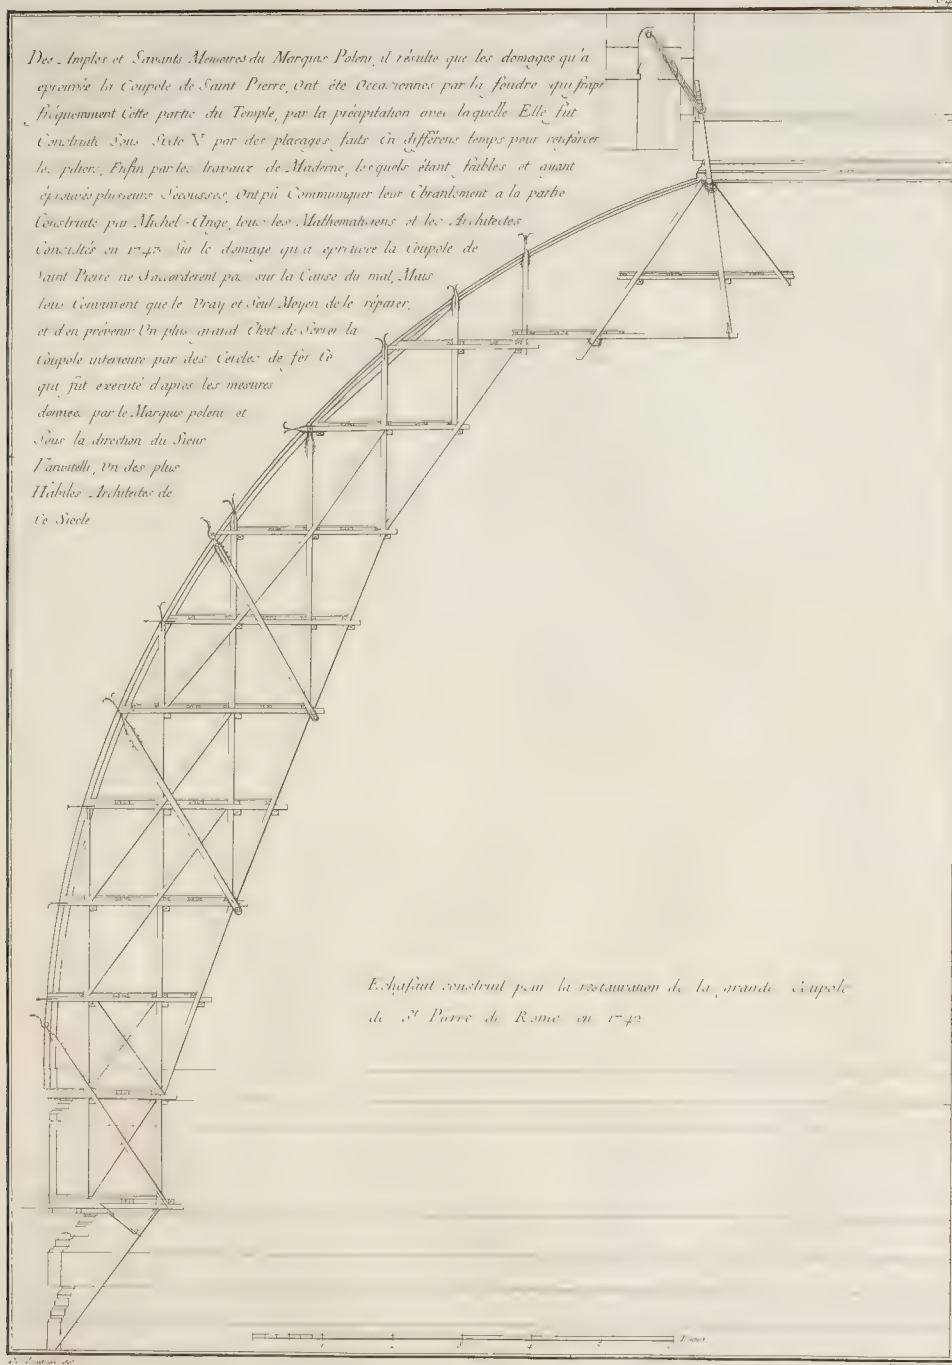 Des Amples et Savants Memoires du Marquis Poleni, il résulte que les domages qu'a
eprouvée la Coupole de Saint Pierre, Ont éte Occasionnes par la foudre qui frape
fréquemment Cette partie du Temple, par la précipitation avec laquelle Elle fut
Construite Sous Sixte V par des placages faits En différens temps pour renforcer
les pilier, Enfin par les travaux de Maderne, lesquels étant foibles et ayant
éprouvés plusieurs Secousses, Ont pû Communiquer leur Ebranlement a la partie
Construite par Michel-Ange, tous les Mathematiciens et les Architectes
Consultés en 1743 Sur le domage qu'a eprouvée la Coupole de
Saint Pierre ne S'accorderent pas sur la Cause du mal, Mais
tous Convinrent que le Vray et Seul Moyen de le réparer,
et d'en prévenir Un plus grand Etoit de Serrer la
Coupole interieure par des Cercles de fer Ce
qui fût executé d'apres les mesures
donnees par le Marquis poleni et
Sous la direction du Sieur
Vanvitelli, Un des plus
Habiles Architectes de
Ce Siecle
Echafaut construit pour la restauration de la grande Coupole
de St Pierre de Rome en 1742